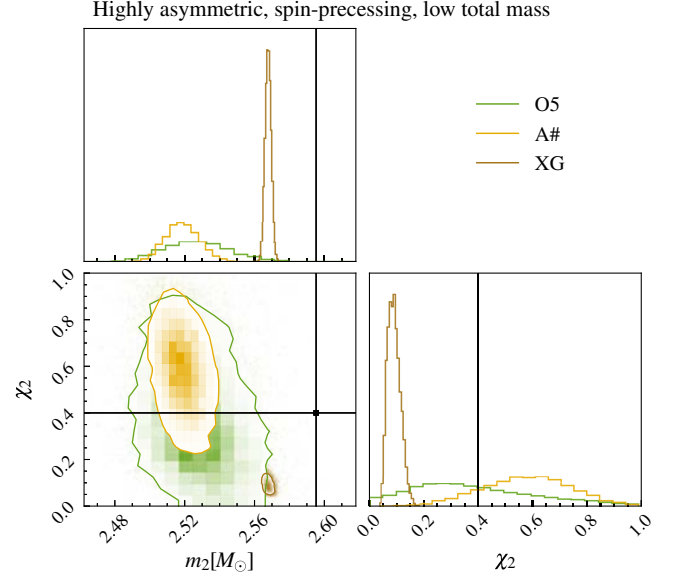 Highly asymmetric, spin-precessing, low total mass
O5
A#
XG
1.0
0.8
0.6
0.4
0.2
0.0
χ₂
2.48
2.52
2.56
2.60
m₂[M☉]
0.0
0.2
0.4
0.6
0.8
1.0
χ₂